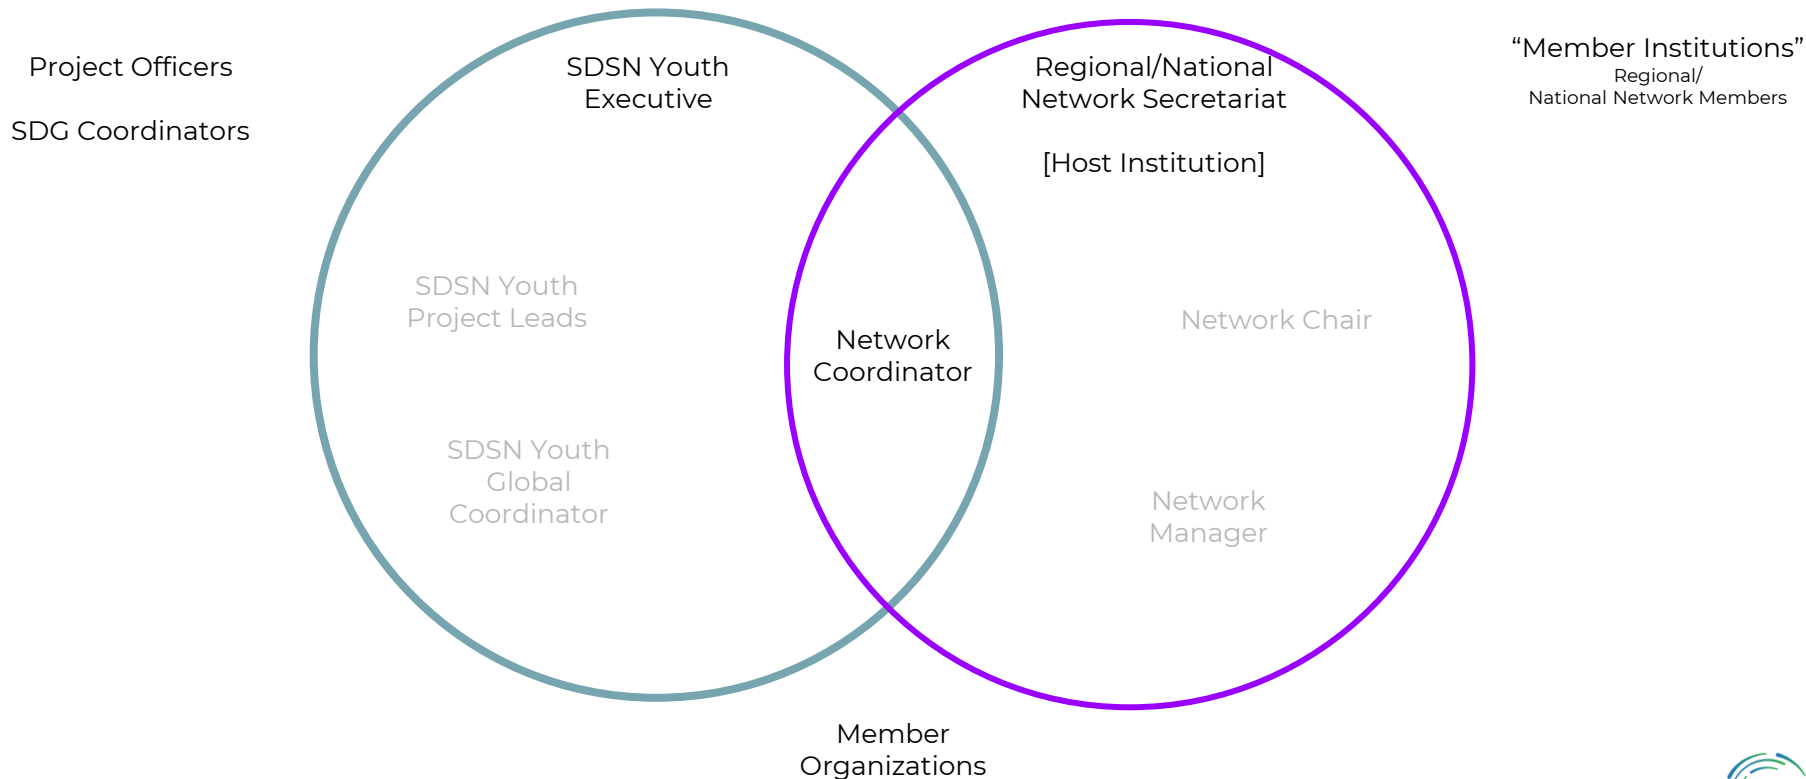 Project Officers
SDG Coordinators
SDSN Youth
Executive
Regional/National
Network Secretariat
[Host Institution]
“Member Institutions”
Regional/
National Network Members
SDSN Youth
Project Leads
SDSN Youth
Global
Coordinator
Network
Coordinator
Network Chair
Network
Manager
Member
Organizations